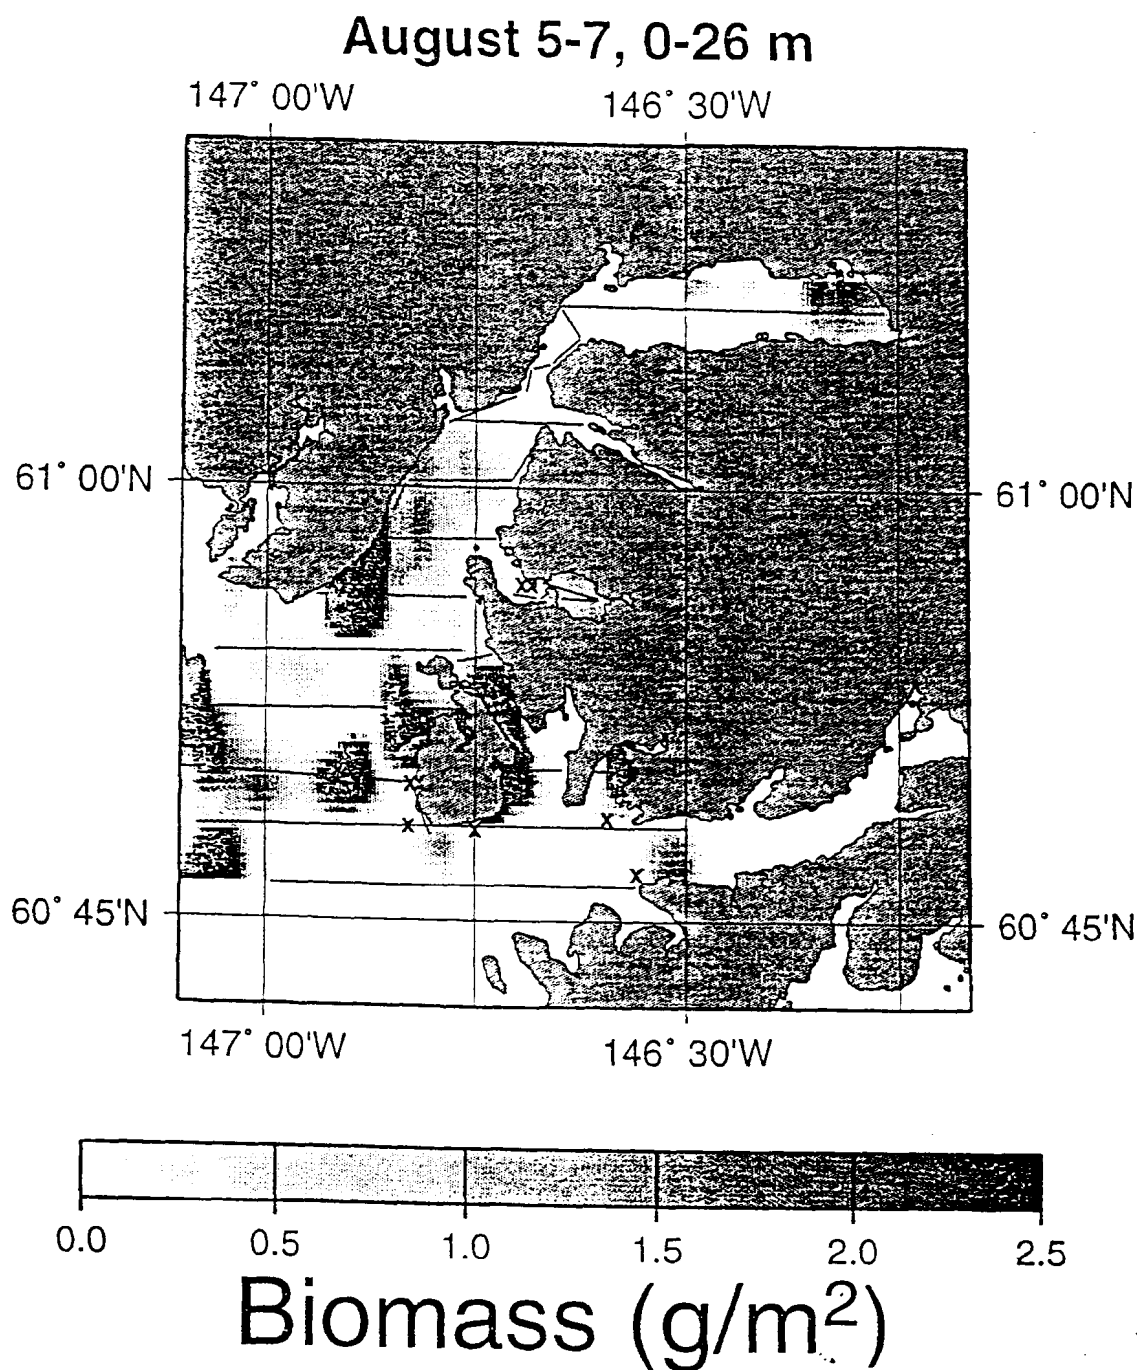 August 5-7, 0-26 m
147° 00'W 146° 30'W
61° 00'N 61° 00'N
x x
x
x x x
x
60° 45'N 60° 45'N
147° 00'W 146° 30'W
0.0 0.5 1.0 1.5 2.0 2.5
Biomass (g/m²)